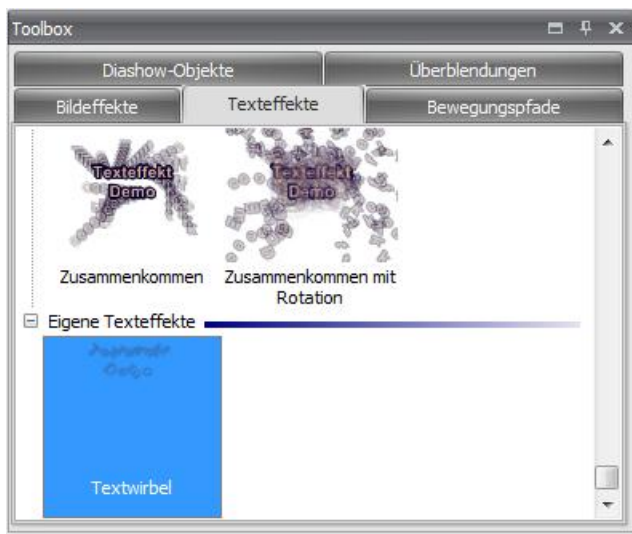 Toolbox
Diashow-Objekte
Überblendungen
Bildeffekte
Texteffekte
Bewegungspfade
Texteffekt
Demo
Texteffekt
Demo
Zusammenkommen
Zusammenkommen mit
Rotation
Eigene Texteffekte
Textwirbel